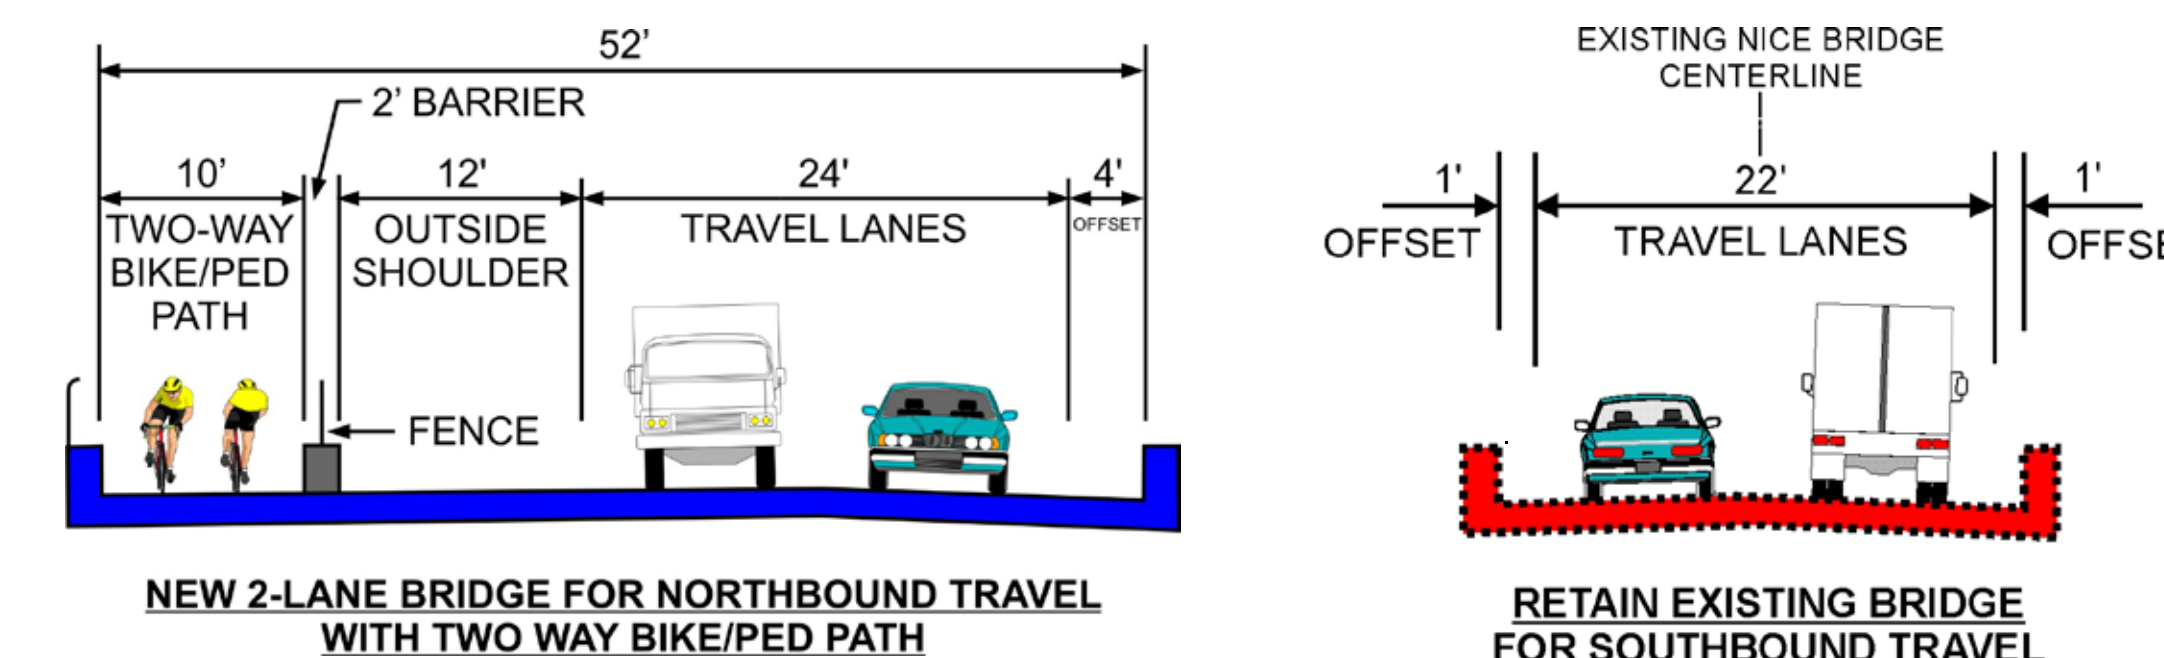 52’
2’ BARRIER
10’
12'
24'
4'
TWO-WAY
BIKE/PED
PATH
OUTSIDE
SHOULDER
TRAVEL LANES
OFFSET
FENCE
NEW 2-LANE BRIDGE FOR NORTHBOUND TRAVEL
WITH TWO WAY BIKE/PED PATH
EXISTING NICE BRIDGE
CENTERLINE
1'
22'
1'
OFFSET
TRAVEL LANES
OFFSE
RETAIN EXISTING BRIDGE
FOR SOUTHBOUND TRAVEL